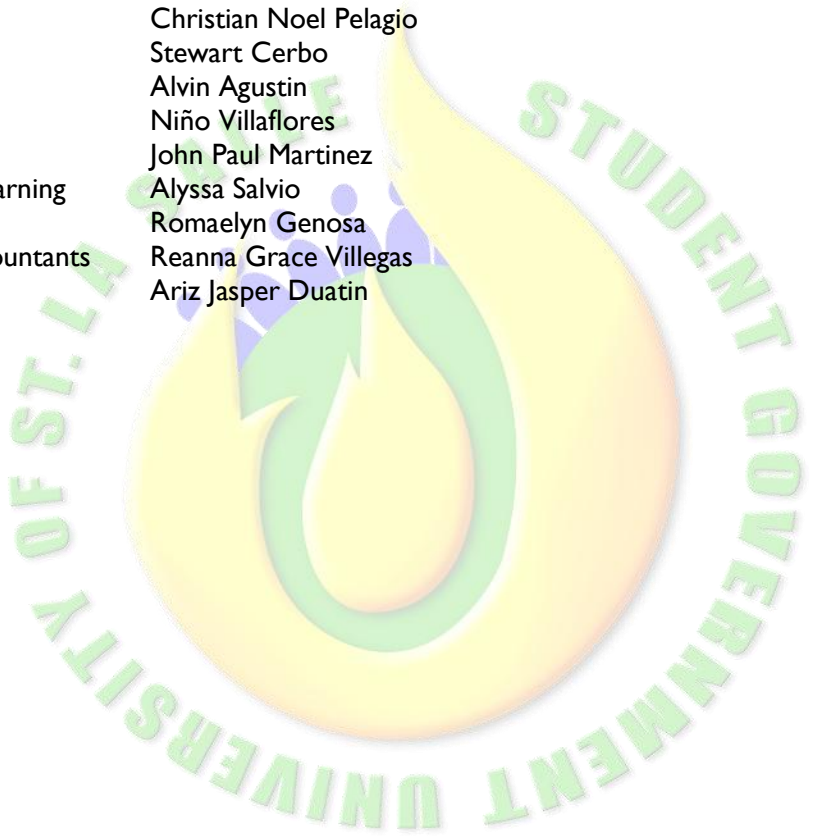 Christian Noel Pelagio
Stewart Cerbo
Alvin Agustin
Niño Villaflores
John Paul Martinez
arning Alyssa Salvio
Romaelyn Genosa
ountants Reanna Grace Villegas
Ariz Jasper Duatin
UNIVERSITY OF ST. LA SALLE STUDENT GOVERNMENT